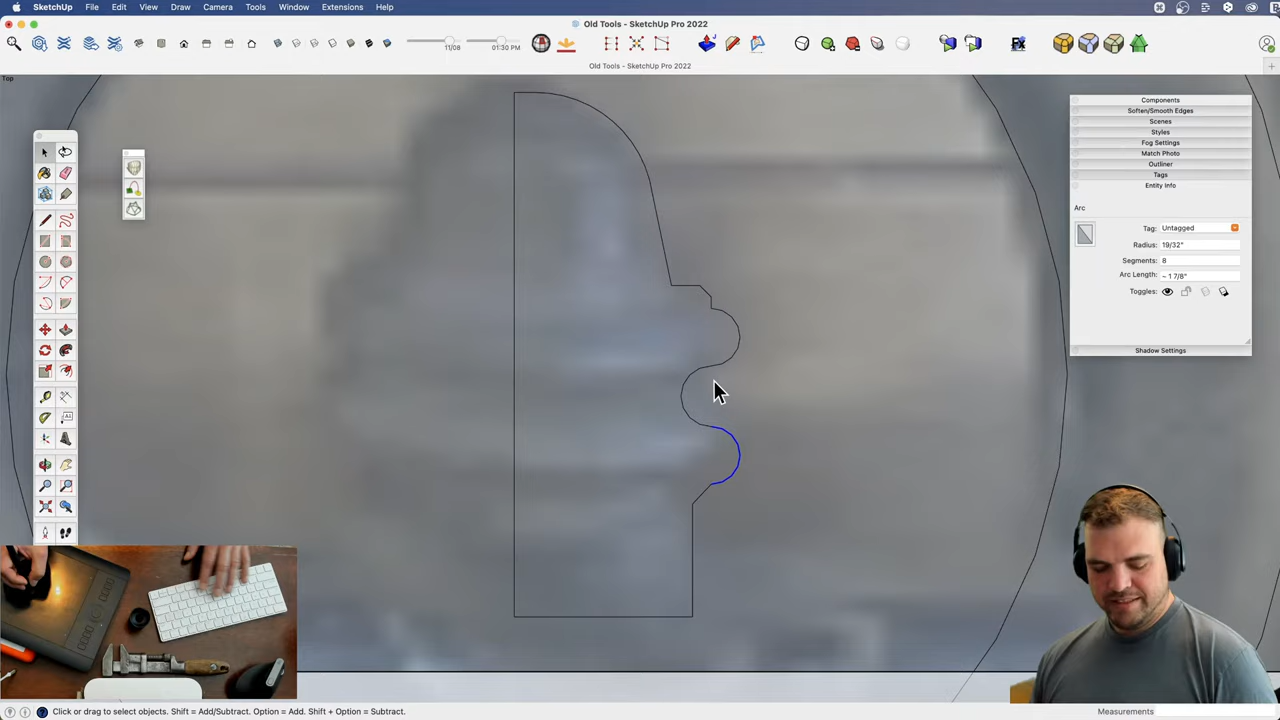 SketchUp File Edit View Draw Camera Tools Window Extensions Help
Old Tools - SketchUp Pro 2022
11/08 01:30 PM
Old Tools - SketchUp Pro 2022
Top
Components
Soften/Smooth Edges
Scenes
Styles
Fog Settings
Match Photo
Outliner
Tags
Entity Info
Arc
Tag: Untagged
Radius: 19/32"
Segments: 8
Arc Length: ~ 1 7/8"
Toggles:
Shadow Settings
Click or drag to select objects. Shift = Add/Subtract. Option = Add. Shift + Option = Subtract.
Measurements